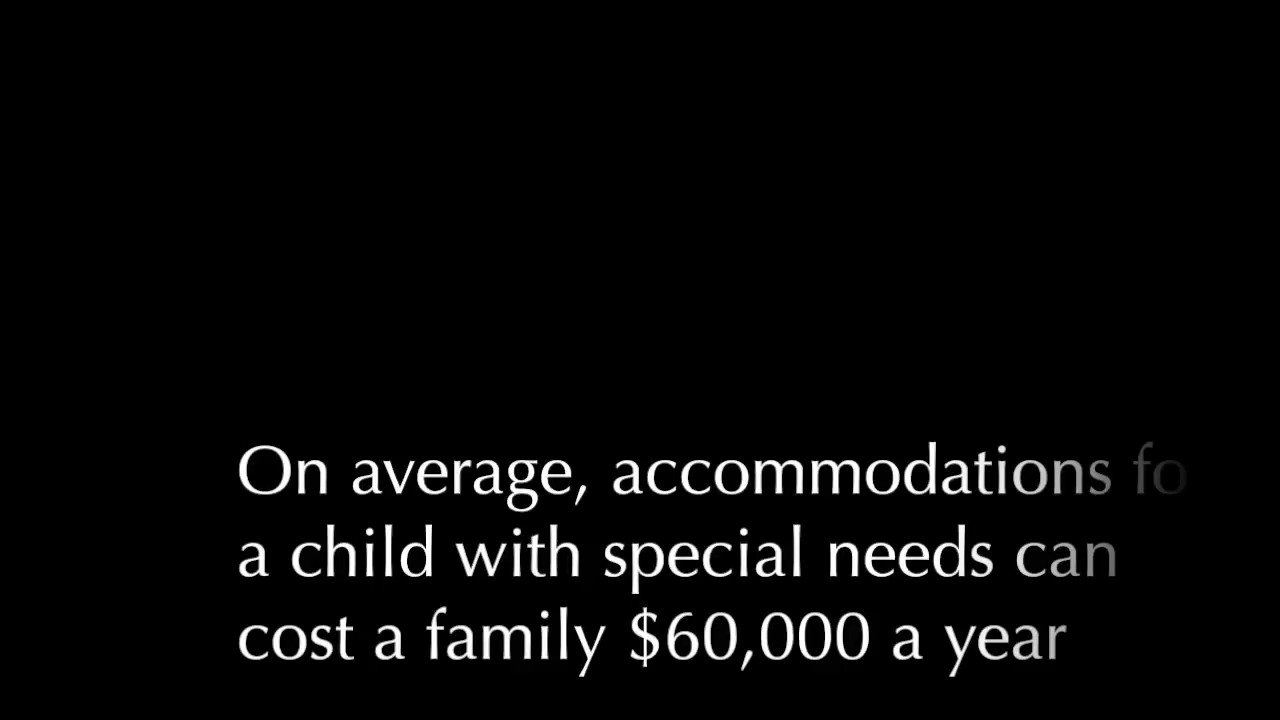 On average, accommodations fo
a child with special needs can
cost a family $60,000 a year